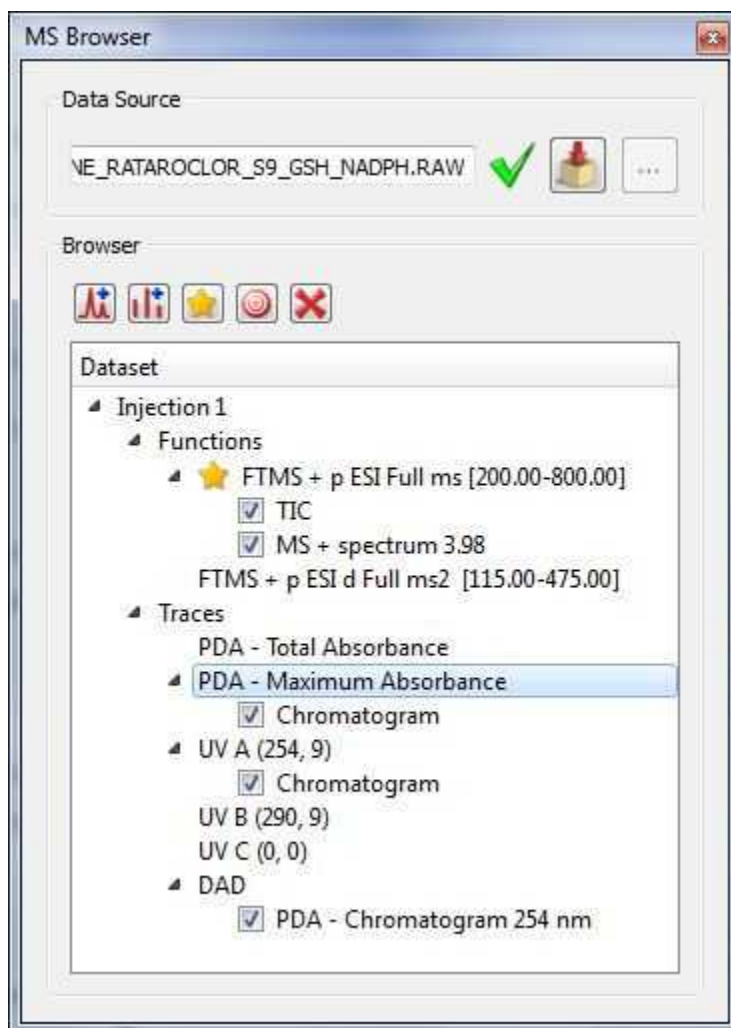 MS Browser
Data Source
NE_RATAROCLOR_S9_GSH_NADPH.RAW
...
Browser
Dataset
Injection 1
Functions
FTMS + p ESI Full ms [200.00-800.00]
TIC
MS + spectrum 3.98
FTMS + p ESI d Full ms2 [115.00-475.00]
Traces
PDA - Total Absorbance
PDA - Maximum Absorbance
Chromatogram
UV A (254, 9)
Chromatogram
UV B (290, 9)
UV C (0, 0)
DAD
PDA - Chromatogram 254 nm